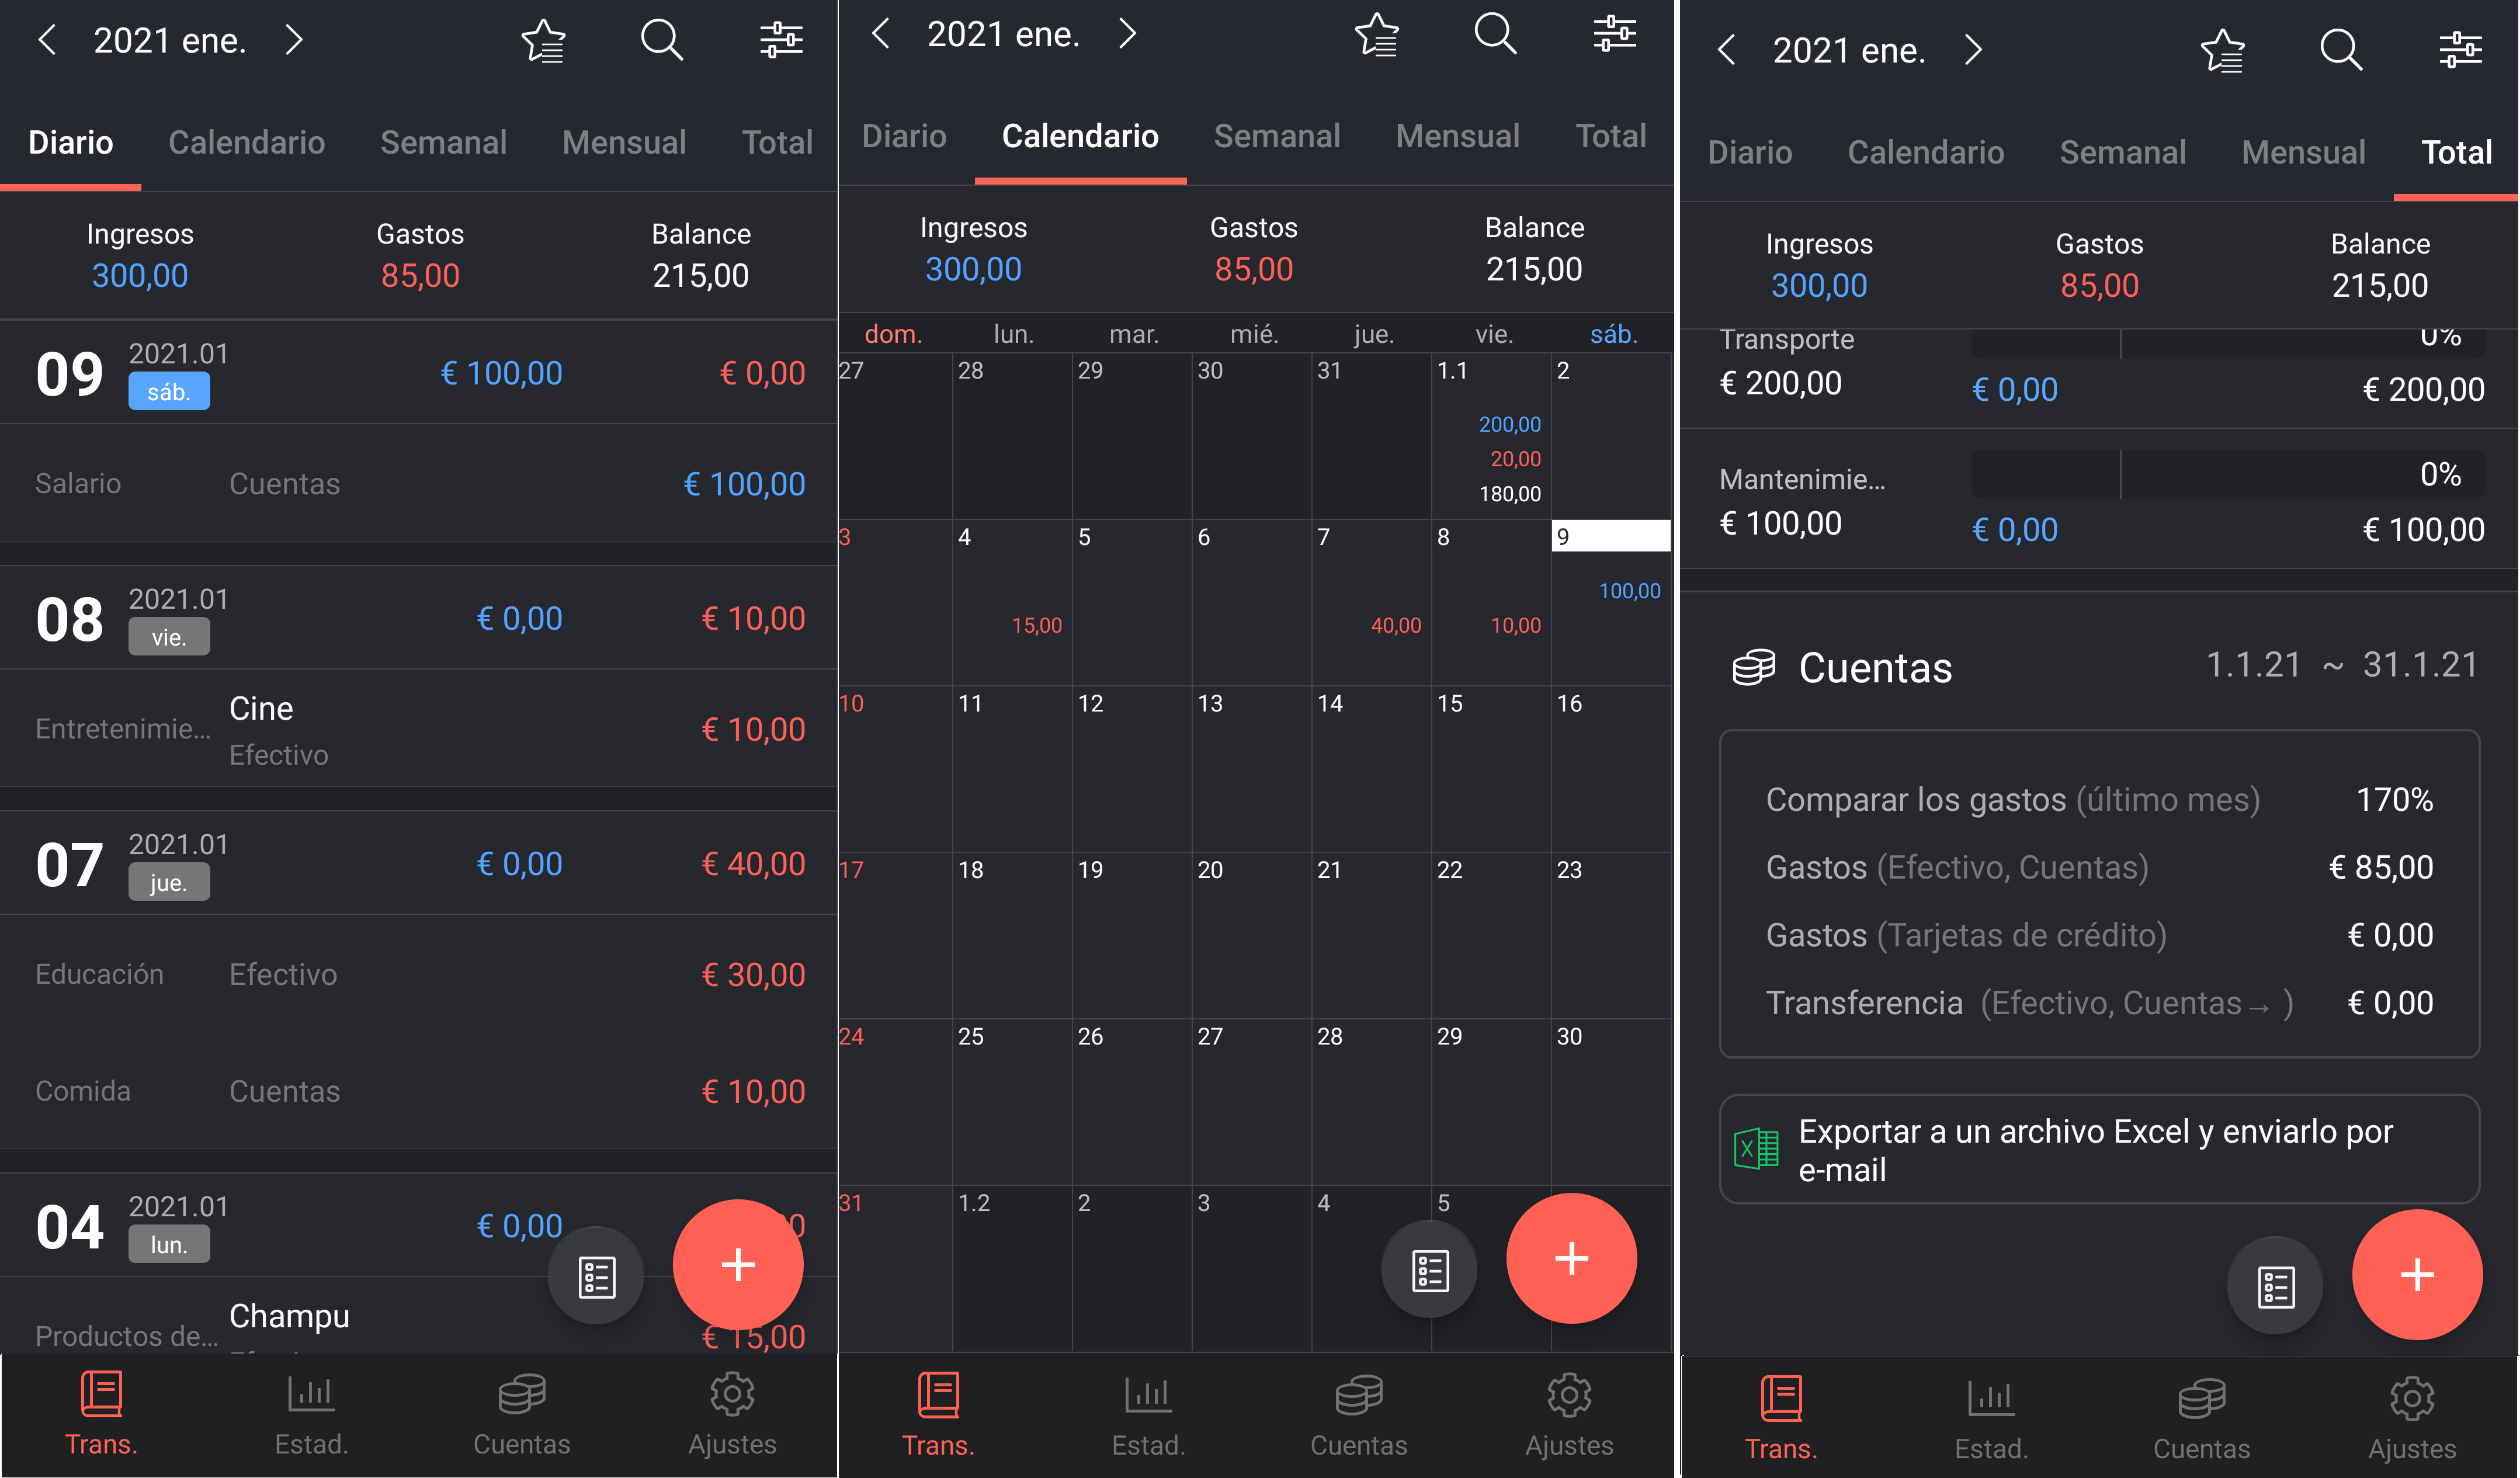 2021 ene.
Diario Calendario Semanal Mensual Total
Ingresos Gastos Balance
300,00 85,00 215,00
09 2021.01 sáb. € 100,00 € 0,00
Salario Cuentas € 100,00
08 2021.01 vie. € 0,00 € 10,00
Entretenimie... Cine € 10,00
Efectivo
07 2021.01 jue. € 0,00 € 40,00
Educación Efectivo € 30,00
Comida Cuentas € 10,00
04 2021.01 lun. € 0,00
+
Productos de... Champu € 15,00
Trans. Estad. Cuentas Ajustes
2021 ene.
Diario Calendario Semanal Mensual Total
Ingresos Gastos Balance
300,00 85,00 215,00
dom. lun. mar. mié. jue. vie. sáb.
27 28 29 30 31 1.1 2
200,00
20,00
180,00
3 4 5 6 7 8 9
100,00
15,00 40,00 10,00
10 11 12 13 14 15 16
17 18 19 20 21 22 23
24 25 26 27 28 29 30
31 1.2 2 3 4 5
+
Trans. Estad. Cuentas Ajustes
2021 ene.
Diario Calendario Semanal Mensual Total
Ingresos Gastos Balance
300,00 85,00 215,00
Transporte 0%
€ 200,00 € 0,00 € 200,00
Mantenimie... 0%
€ 100,00 € 0,00 € 100,00
Cuentas 1.1.21 ~ 31.1.21
Comparar los gastos (último mes) 170%
Gastos (Efectivo, Cuentas) € 85,00
Gastos (Tarjetas de crédito) € 0,00
Transferencia (Efectivo, Cuentas→ ) € 0,00
X Exportar a un archivo Excel y enviarlo por
e-mail
+
Trans. Estad. Cuentas Ajustes